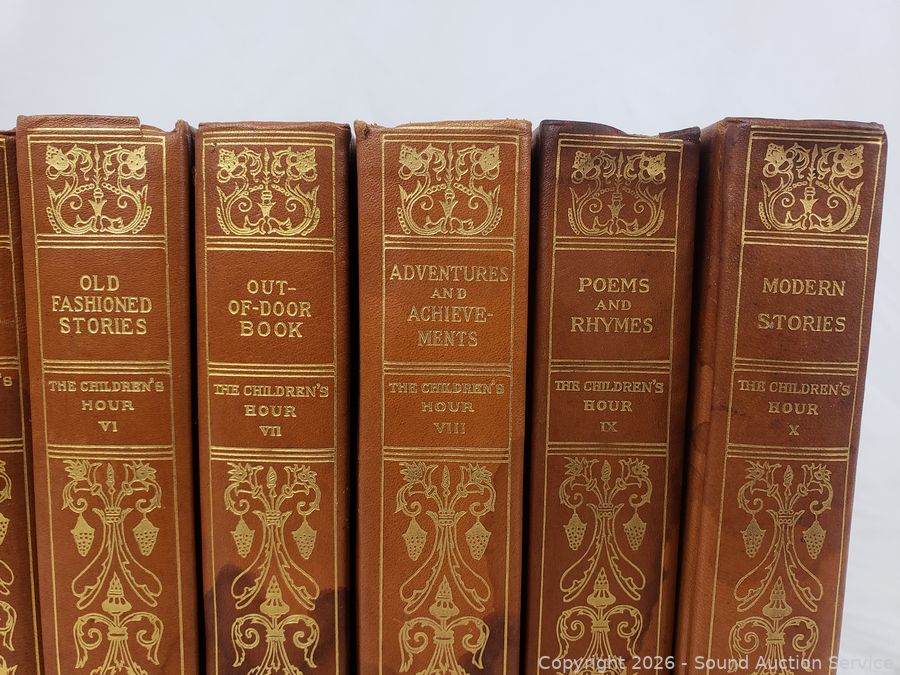 OLD
FASHIONED
STORIES
THE CHILDREN'S
HOUR
VI
OUT-
OF-DOOR
BOOK
THE CHILDREN'S
HOUR
VII
ADVENTURES
AND
ACHIEVE-
MENTS
THE CHILDREN'S
HOUR
VIII
POEMS
AND
RHYMES
THE CHILDREN'S
HOUR
IX
MODERN
STORIES
THE CHILDREN'S
HOUR
X
Copyright 2026 - Sound Auction Service